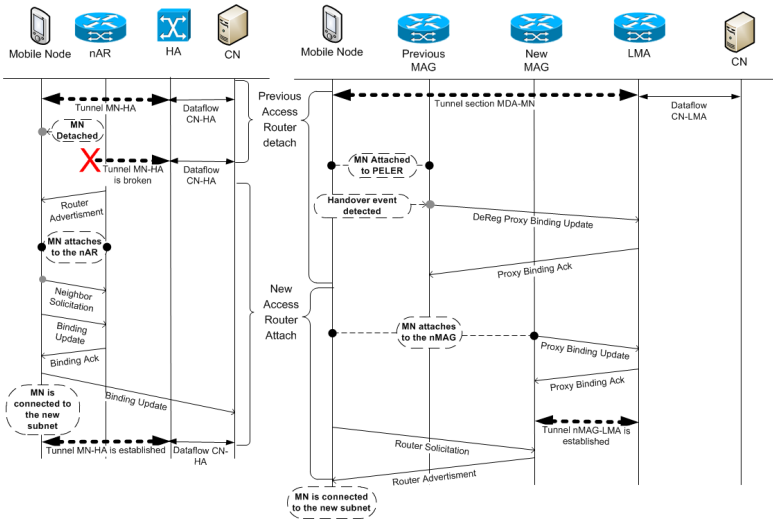 Mobile Node
nAR
HA
CN
Tunnel MN-HA
Dataflow
CN-HA
MN
Detached
Tunnel MN-HA
is broken
Dataflow
CN-HA
Router
Advertisment
MN attaches
to the nAR
Neighbor
Solicitation
Binding
Update
Binding Ack
MN is
connected to
the new
subnet
Binding Update
Tunnel MN-HA is established
Dataflow CN-
HA
Previous
Access
Router
detach
New
Access
Router
Attach
Mobile Node
Previous
MAG
New
MAG
LMA
CN
Tunnel section MDA-MN
Dataflow
CN-LMA
MN Attached
to PELER
Handover event
detected
DeReg Proxy Binding Update
Proxy Binding Ack
MN attaches
to the nMAG
Proxy Binding Update
Proxy Binding Ack
Tunnel nMAG-LMA is
established
Router Solicitation
Router Advertisment
MN is connected
to the new subnet